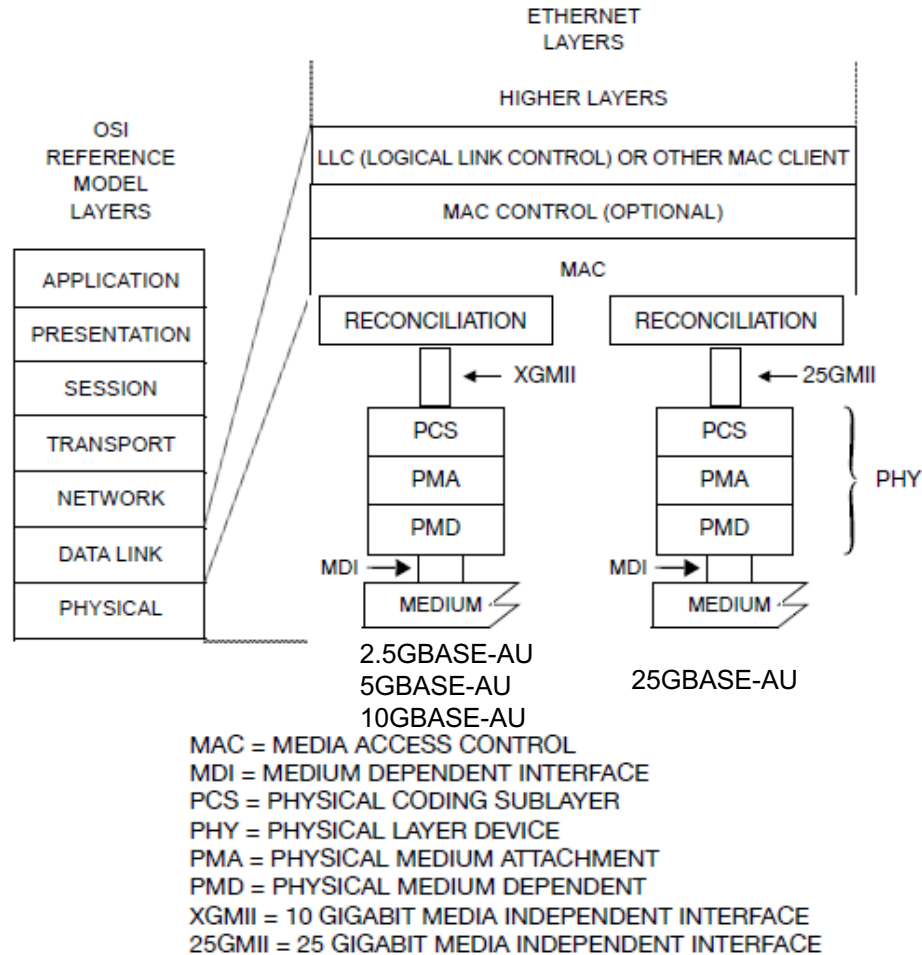 ETHERNET
LAYERS
HIGHER LAYERS
OSI
REFERENCE
MODEL
LAYERS
LLC (LOGICAL LINK CONTROL) OR OTHER MAC CLIENT
MAC CONTROL (OPTIONAL)
MAC
APPLICATION
PRESENTATION
SESSION
TRANSPORT
NETWORK
DATA LINK
PHYSICAL
RECONCILIATION
XGMII
PCS
PMA
PMD
MDI
MEDIUM
2.5GBASE-AU
5GBASE-AU
10GBASE-AU
RECONCILIATION
25GMII
PCS
PMA
PMD
PHY
MDI
MEDIUM
25GBASE-AU
MAC = MEDIA ACCESS CONTROL
MDI = MEDIUM DEPENDENT INTERFACE
PCS = PHYSICAL CODING SUBLAYER
PHY = PHYSICAL LAYER DEVICE
PMA = PHYSICAL MEDIUM ATTACHMENT
PMD = PHYSICAL MEDIUM DEPENDENT
XGMII = 10 GIGABIT MEDIA INDEPENDENT INTERFACE
25GMII = 25 GIGABIT MEDIA INDEPENDENT INTERFACE